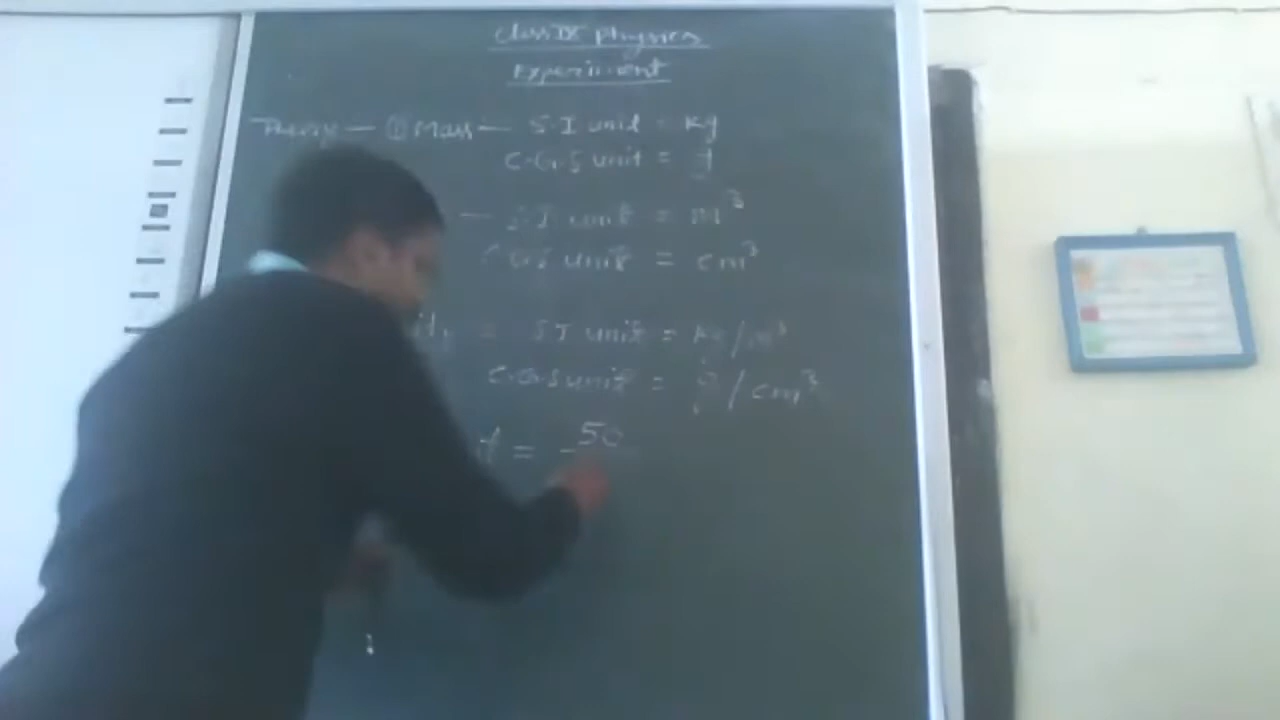 Class IX Physics
Experiment
Theory — ① Mass — S.I unit = Kg
C.G.S unit = g
— S.I unit = m³
C.G.S unit = cm³
= S.I unit = Kg/m³
C.G.S unit = g/cm³
= 50